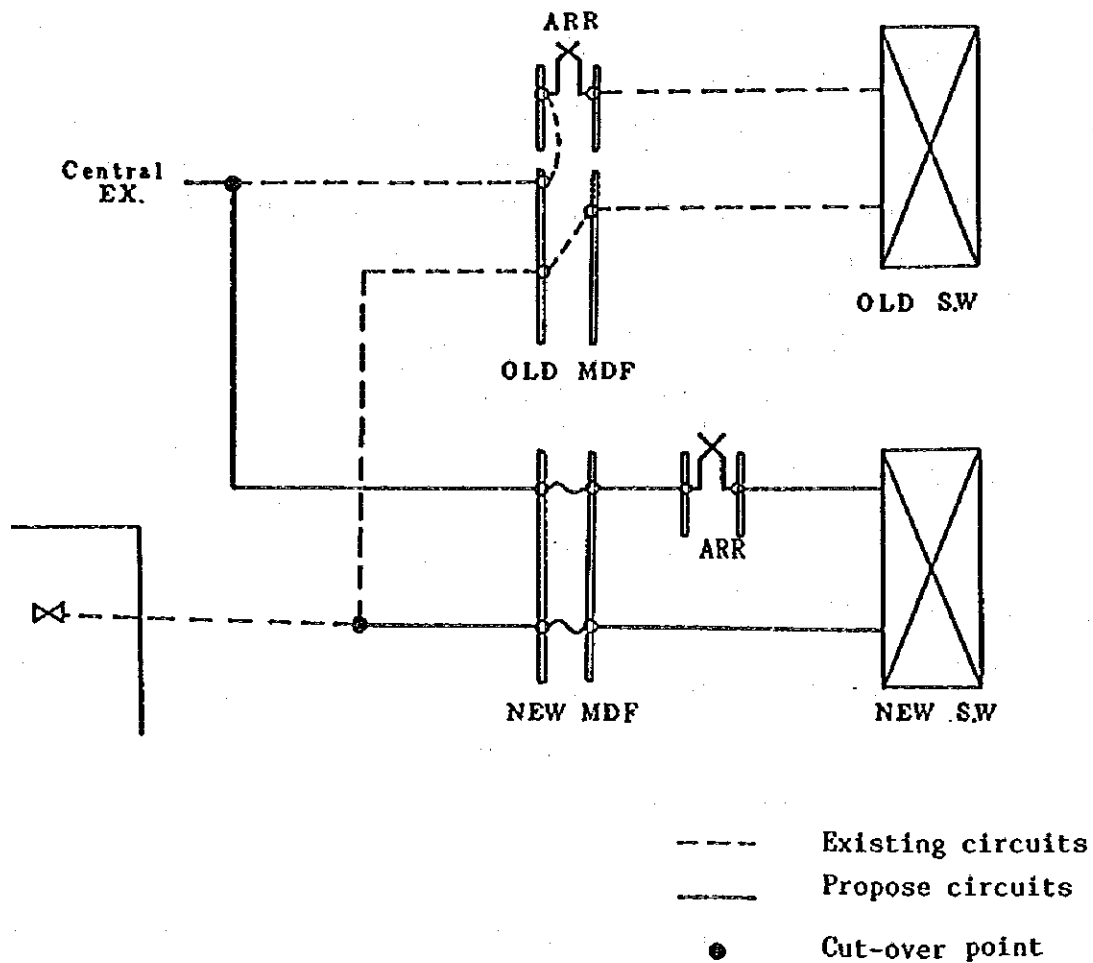 ARR
Central
EX.
OLD S.W
OLD MDF
ARR
NEW MDF
NEW S.W
Existing circuits
Propose circuits
Cut-over point